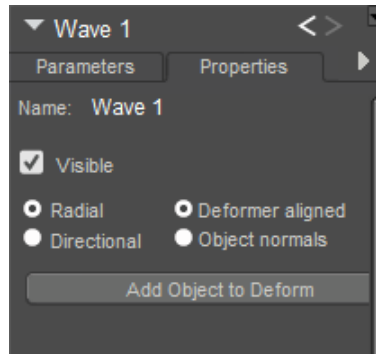 Wave 1
Parameters Properties
Name: Wave 1
Visible
Radial Deformer aligned
Directional Object normals
Add Object to Deform